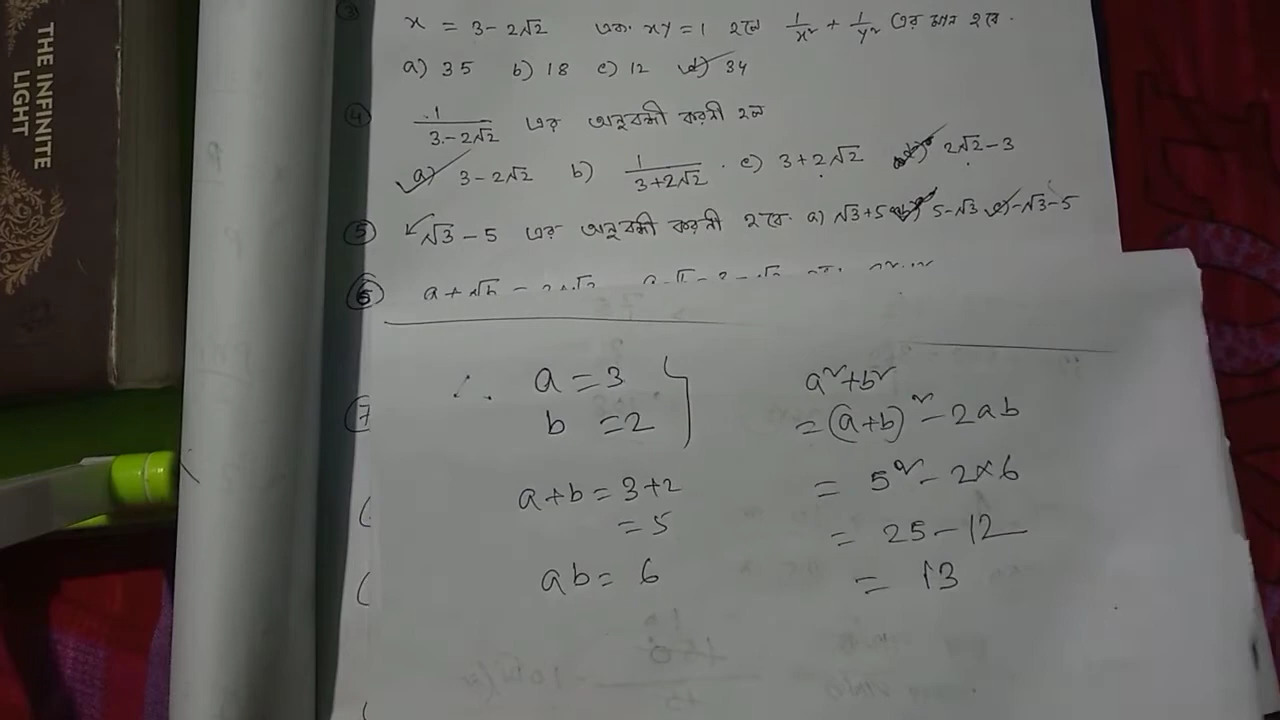 THE INFINITE
LIGHT
③ x = 3-2√2 এবং xy = 1 হলে 1/x² + 1/y² এর মান হবে.
a) 35 b) 18 c) 12 d) 34
④ 1/(3-2√2) এর অনুবন্ধী করণী হল
a) 3-2√2 b) 1/(3+2√2) . c) 3+2√2 d) 2√2-3
⑤ √3-5 এর অনুবন্ধী করণী হবে. a) √3+5 b) 5-√3 c) -√3-5
⑥
∴ a = 3
b = 2
a+b = 3+2
= 5
ab = 6
a²+b²
= (a+b)² - 2ab
= 5² - 2×6
= 25-12
= 13
7